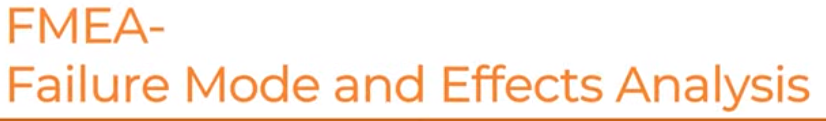 FMEA-
Failure Mode and Effects Analysis